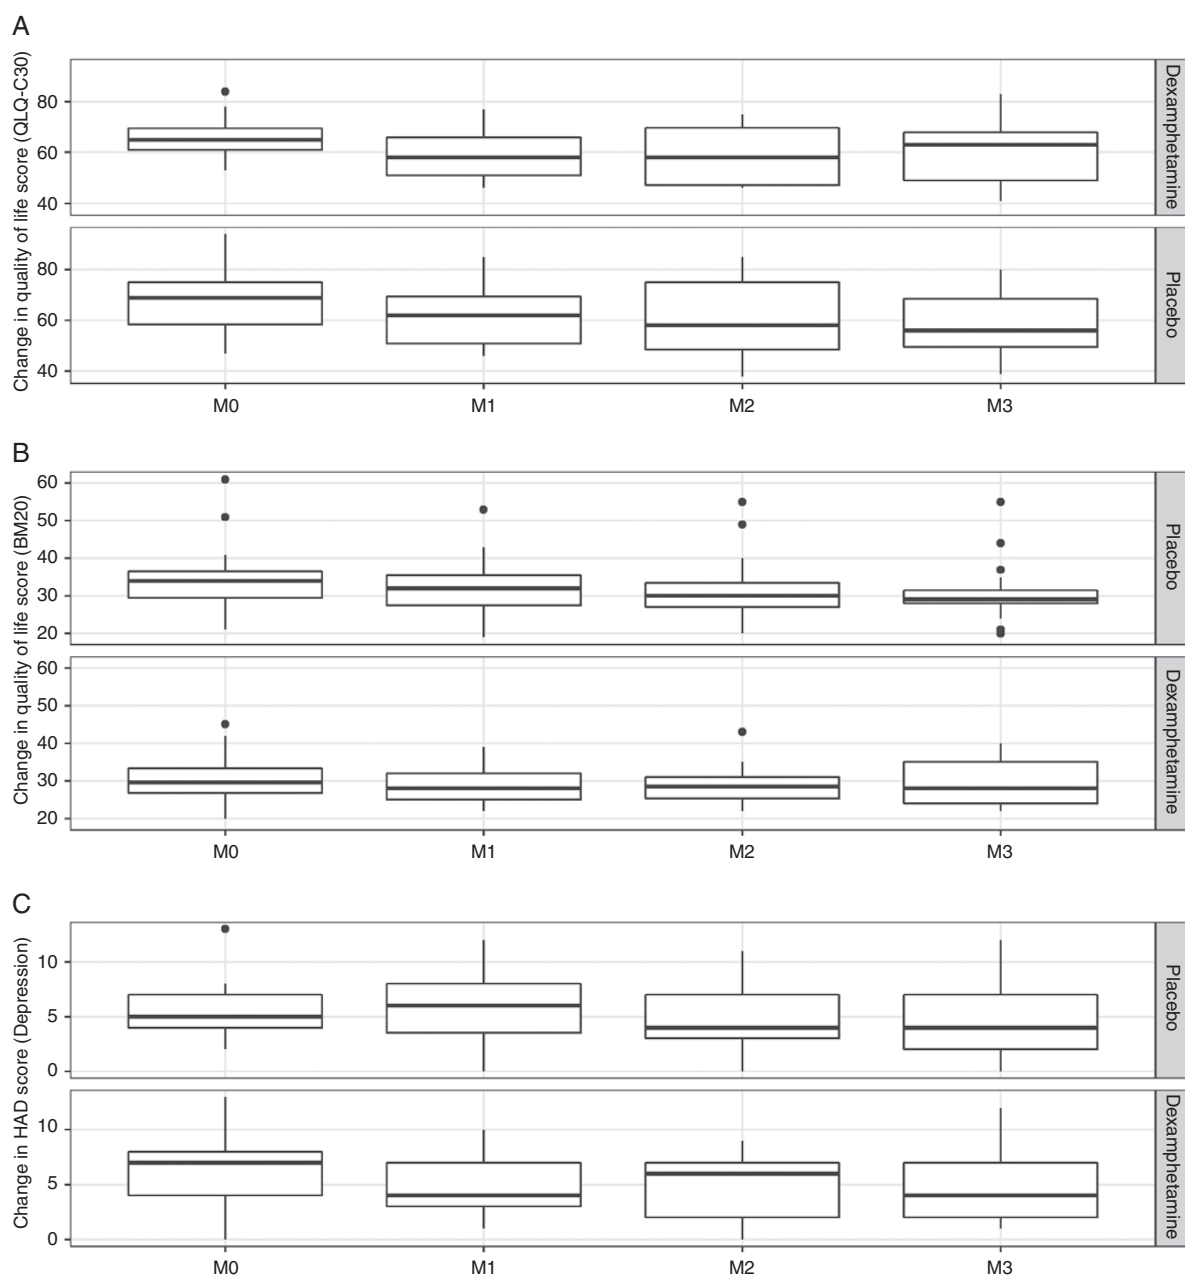 A
Change in quality of life score (QLQ-C30)
80
60
40
Dexamphetamine
80
60
40
Placebo
M0 M1 M2 M3
B
Change in quality of life score (BM20)
60
50
40
30
20
Placebo
60
50
40
30
20
Dexamphetamine
M0 M1 M2 M3
C
Change in HAD score (Depression)
10
5
0
Placebo
10
5
0
Dexamphetamine
M0 M1 M2 M3